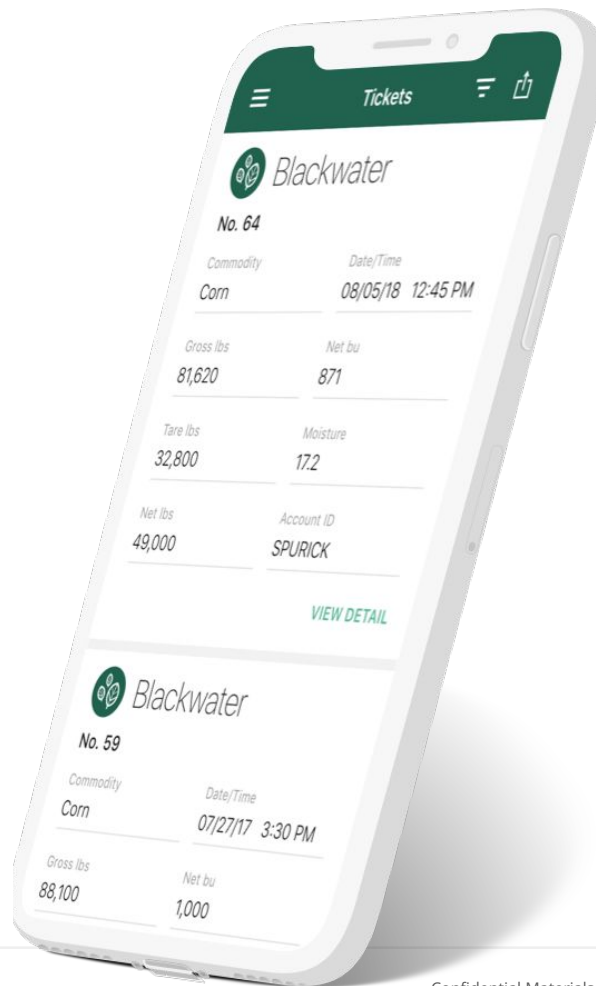 Tickets
Blackwater
No. 64
Commodity Date/Time
Corn 08/05/18 12:45 PM
Gross lbs Net bu
81,620 871
Tare lbs Moisture
32,800 17.2
Net lbs Account ID
49,000 SPURICK
VIEW DETAIL
Blackwater
No. 59
Commodity Date/Time
Corn 07/27/17 3:30 PM
Gross lbs Net bu
88,100 1,000